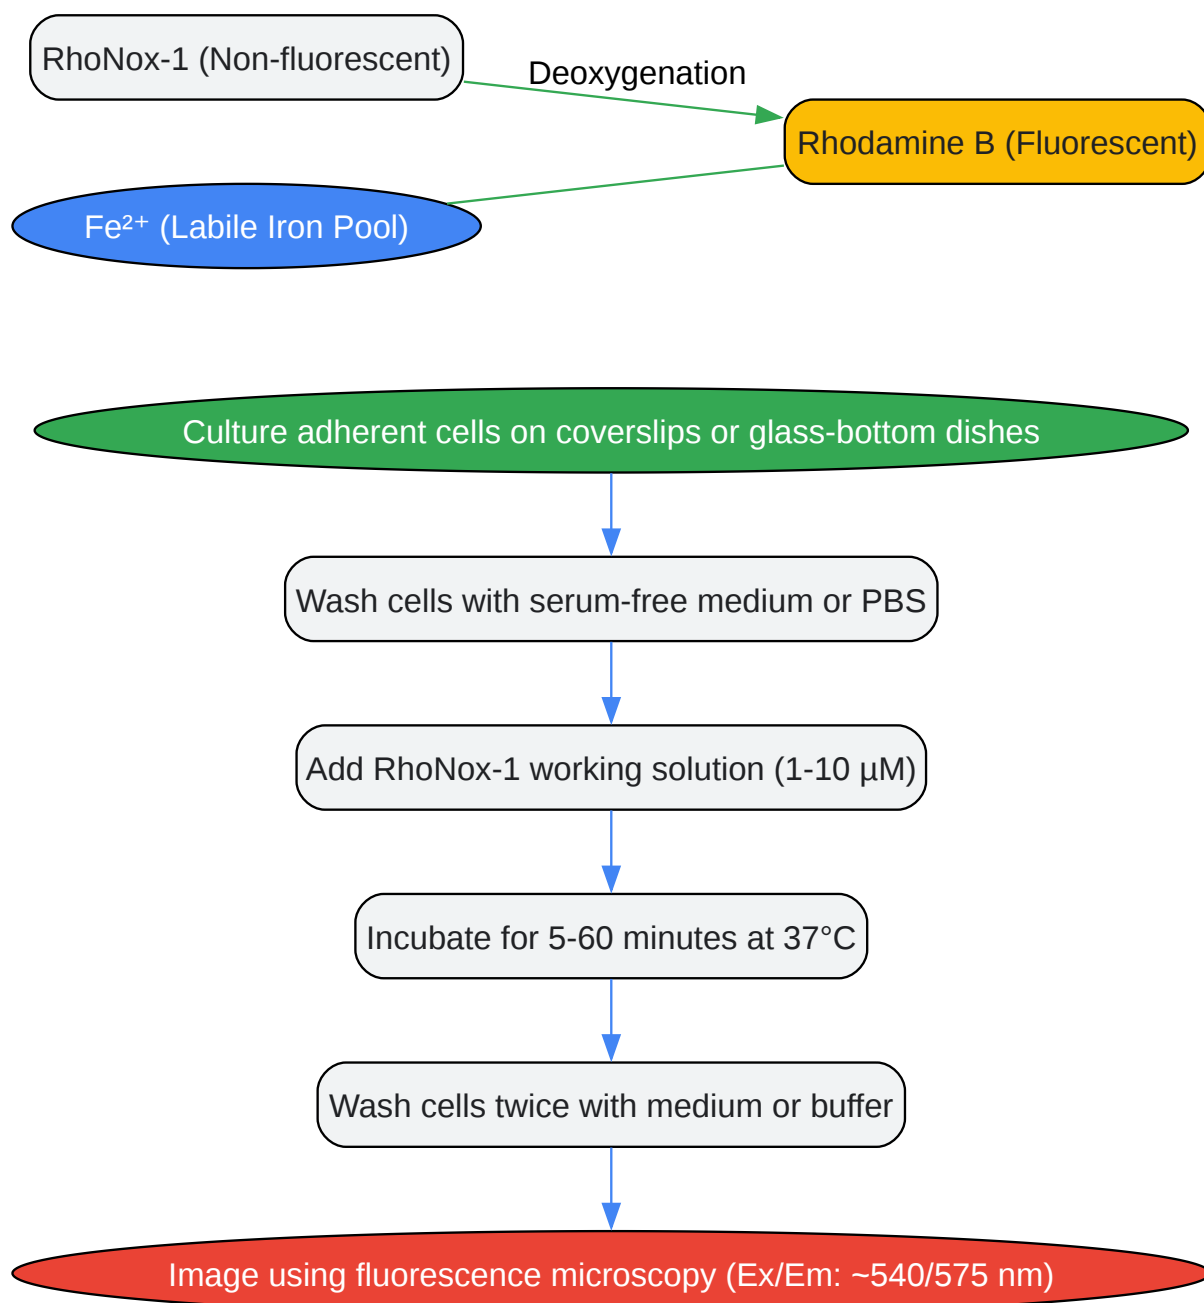 RhoNox-1 (Non-fluorescent)
Deoxygenation
Rhodamine B (Fluorescent)
Fe²⁺ (Labile Iron Pool)
Culture adherent cells on coverslips or glass-bottom dishes
Wash cells with serum-free medium or PBS
Add RhoNox-1 working solution (1-10 µM)
Incubate for 5-60 minutes at 37°C
Wash cells twice with medium or buffer
Image using fluorescence microscopy (Ex/Em: ~540/575 nm)